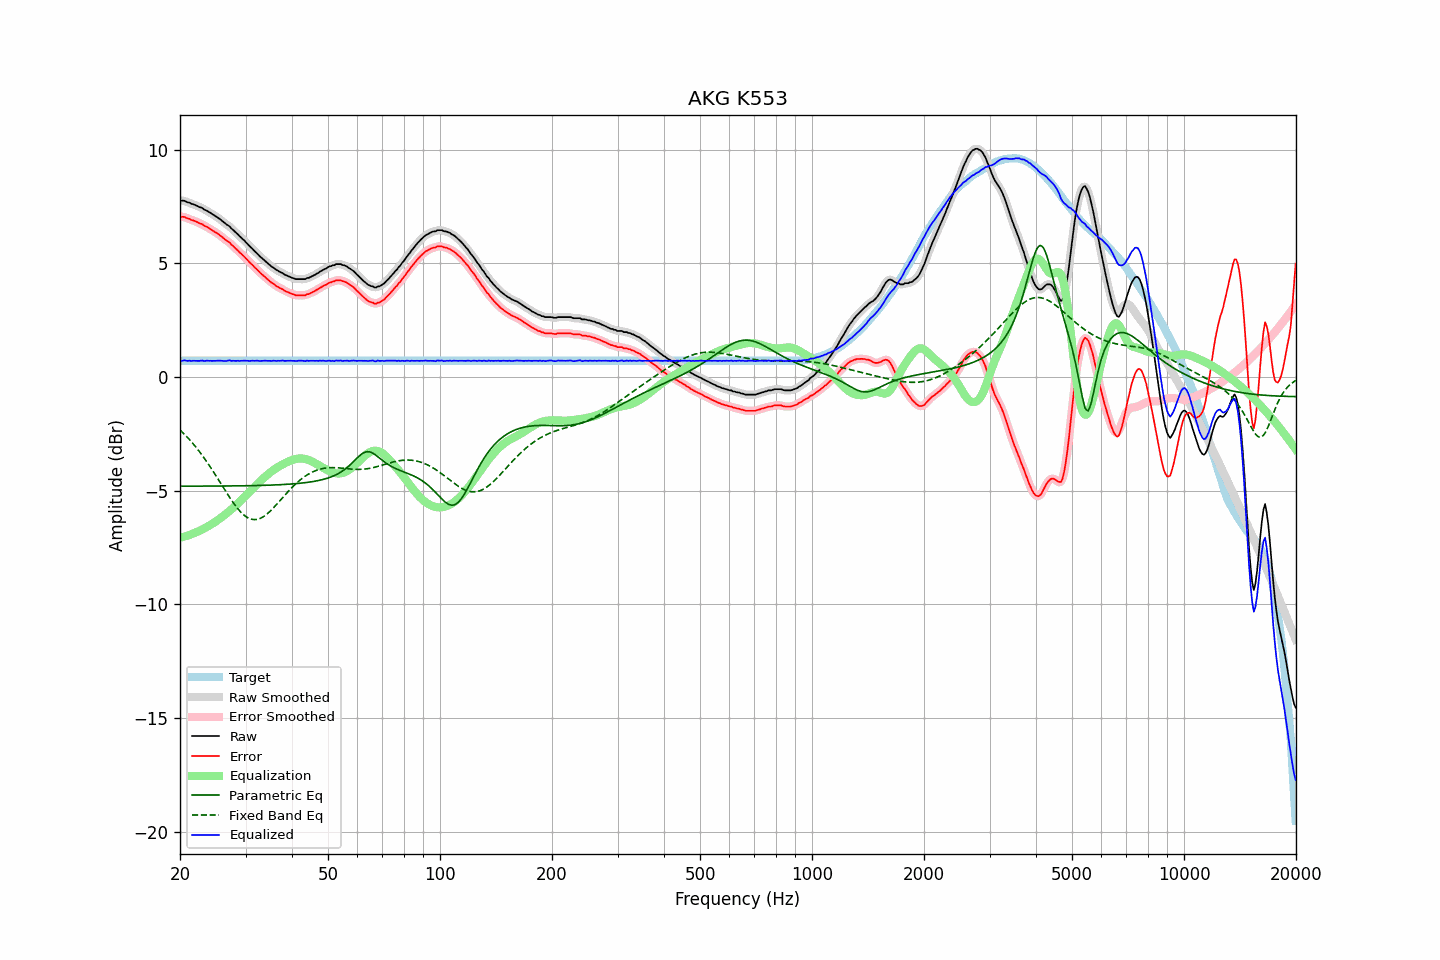 AKG K553
10
5
0
−5
−10
−15
−20
Amplitude (dBr)
Target
Raw Smoothed
Error Smoothed
Raw
Error
Equalization
Parametric Eq
Fixed Band Eq
Equalized
20 50 100 200 500 1000 2000 5000 10000 20000
Frequency (Hz)